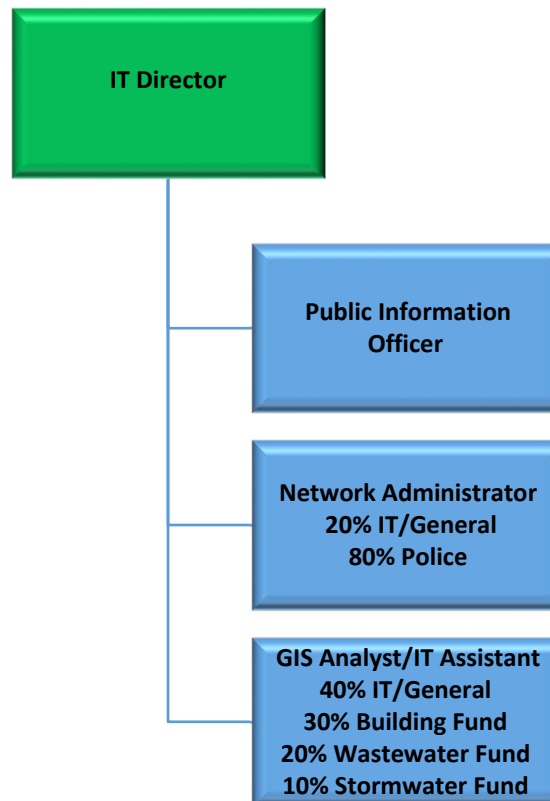 IT Director
Public Information
Officer
Network Administrator
20% IT/General
80% Police
GIS Analyst/IT Assistant
40% IT/General
30% Building Fund
20% Wastewater Fund
10% Stormwater Fund